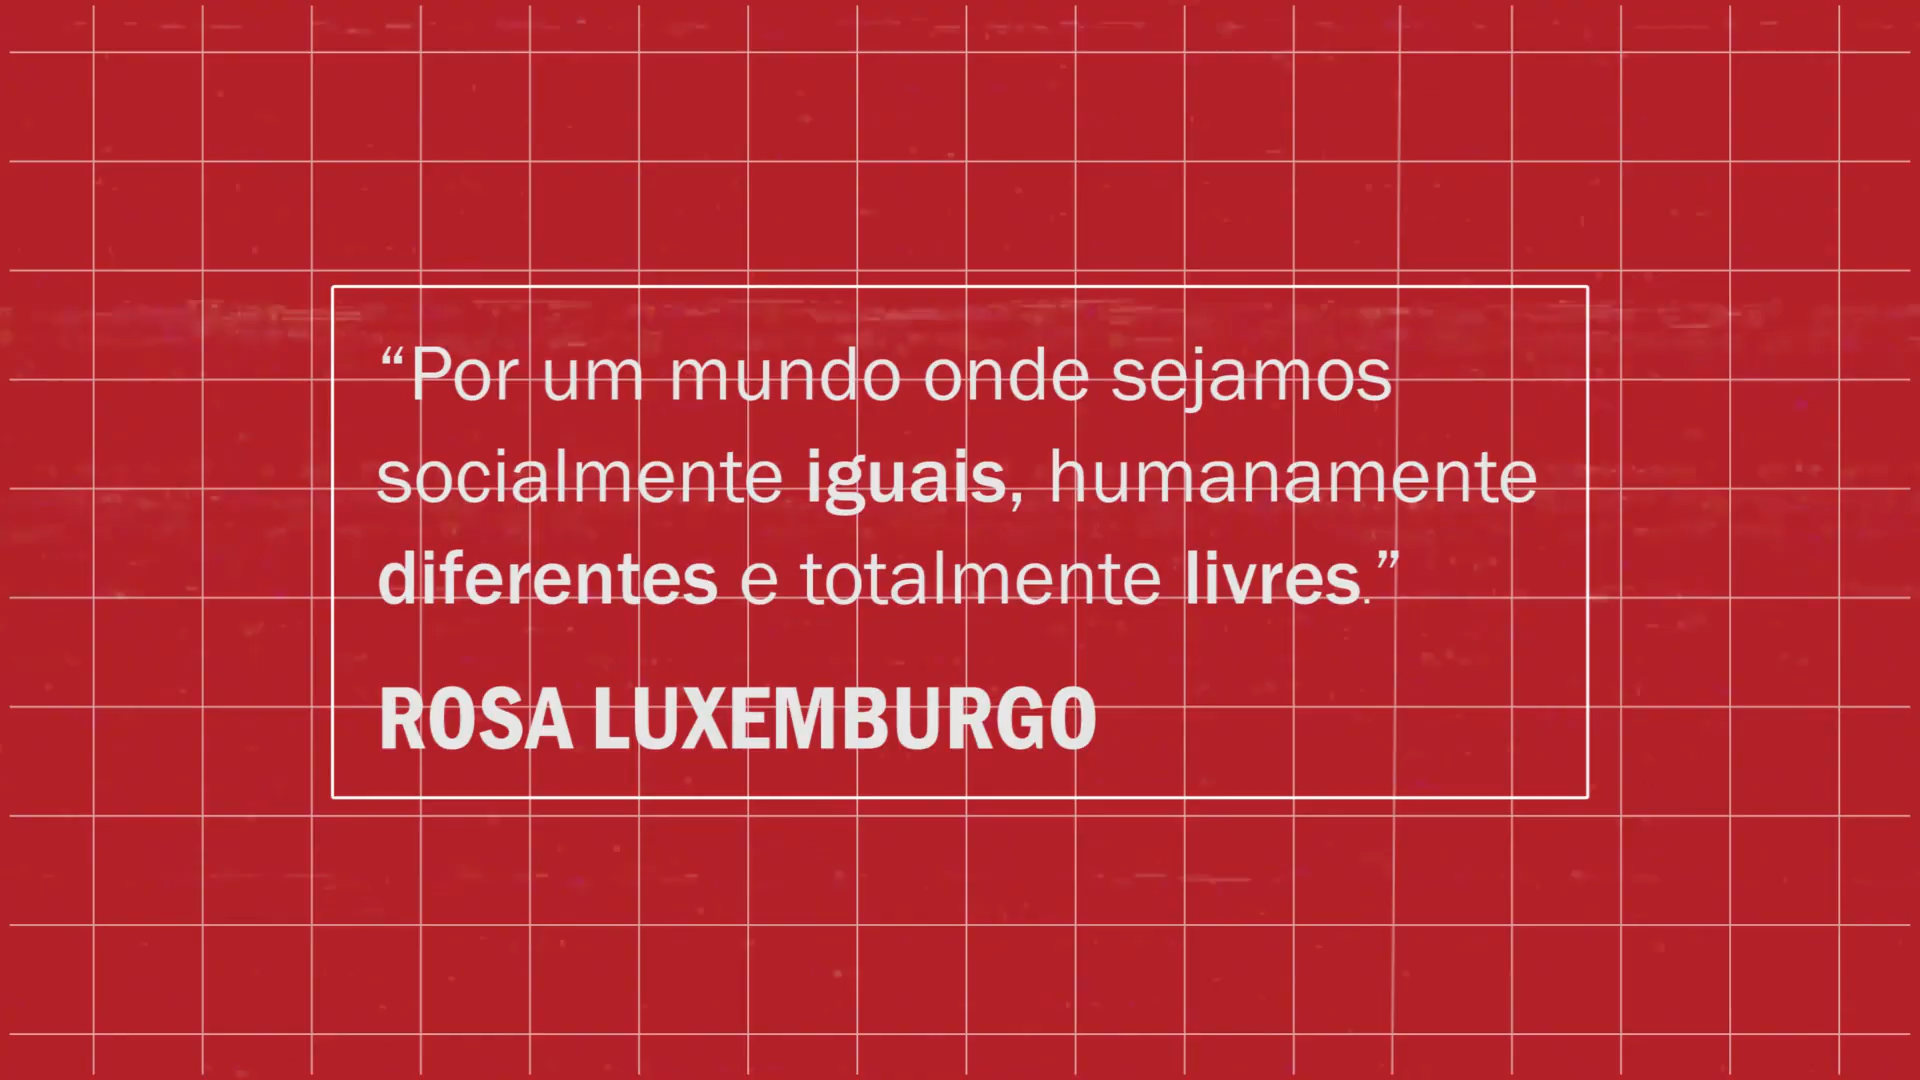 “Por um mundo onde sejamos
socialmente iguais, humanamente
diferentes e totalmente livres.”
ROSA LUXEMBURGO